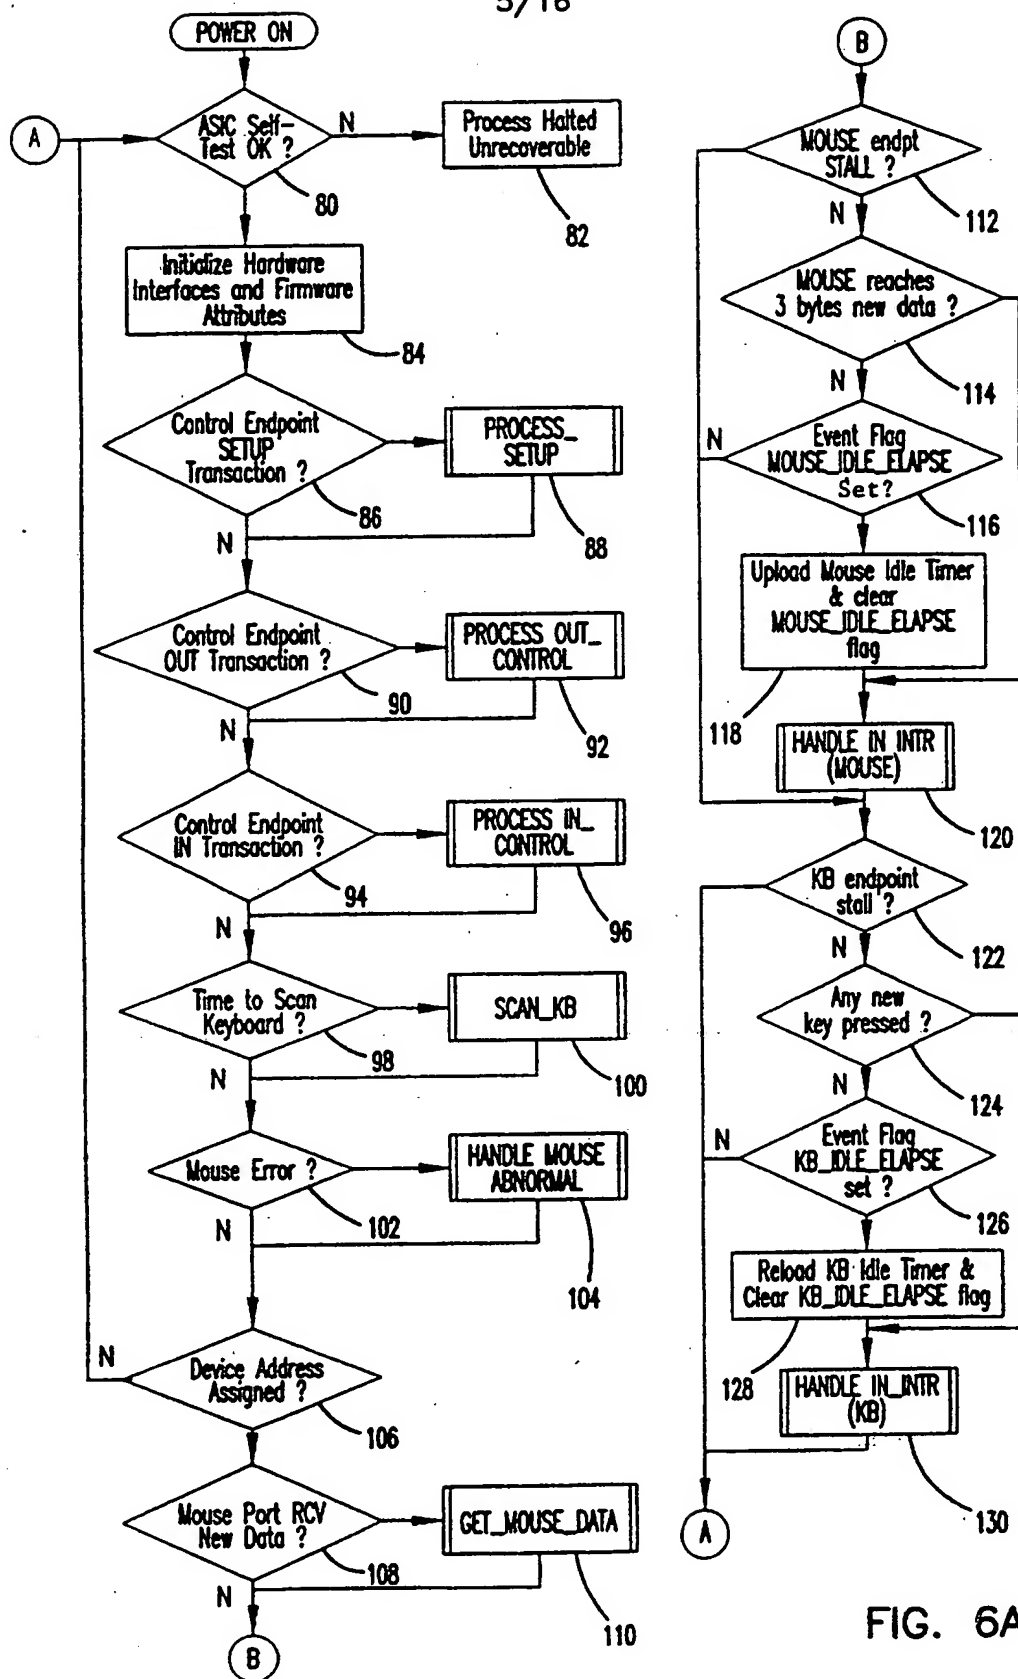 5/16
POWER ON
A
ASIC Self-
Test OK ?
N
80
Process Halted
Unrecoverable
82
Initialize Hardware
Interfaces and Firmware
Attributes
84
Control Endpoint
SETUP
Transaction ?
86
N
PROCESS_
SETUP
88
Control Endpoint
OUT Transaction ?
90
N
PROCESS OUT_
CONTROL
92
Control Endpoint
IN Transaction ?
94
N
PROCESS IN_
CONTROL
96
Time to Scan
Keyboard ?
98
N
SCAN_KB
100
Mouse Error ?
102
N
HANDLE MOUSE
ABNORMAL
104
N
Device Address
Assigned ?
106
Mouse Port RCV
New Data ?
108
N
GET_MOUSE_DATA
110
B
B
MOUSE endpt
STALL ?
112
N
MOUSE reaches
3 bytes new data ?
114
N
N
Event Flag
MOUSE_IDLE_ELAPSE
Set?
116
Upload Mouse Idle Timer
& clear
MOUSE_IDLE_ELAPSE
flag
118
HANDLE IN INTR
(MOUSE)
120
KB endpoint
stall ?
122
N
Any new
key pressed ?
124
N
N
Event Flag
KB_IDLE_ELAPSE
set ?
126
Reload KB Idle Timer &
Clear KB_IDLE_ELAPSE flag
128
HANDLE IN_INTR
(KB)
130
A
FIG. 6A